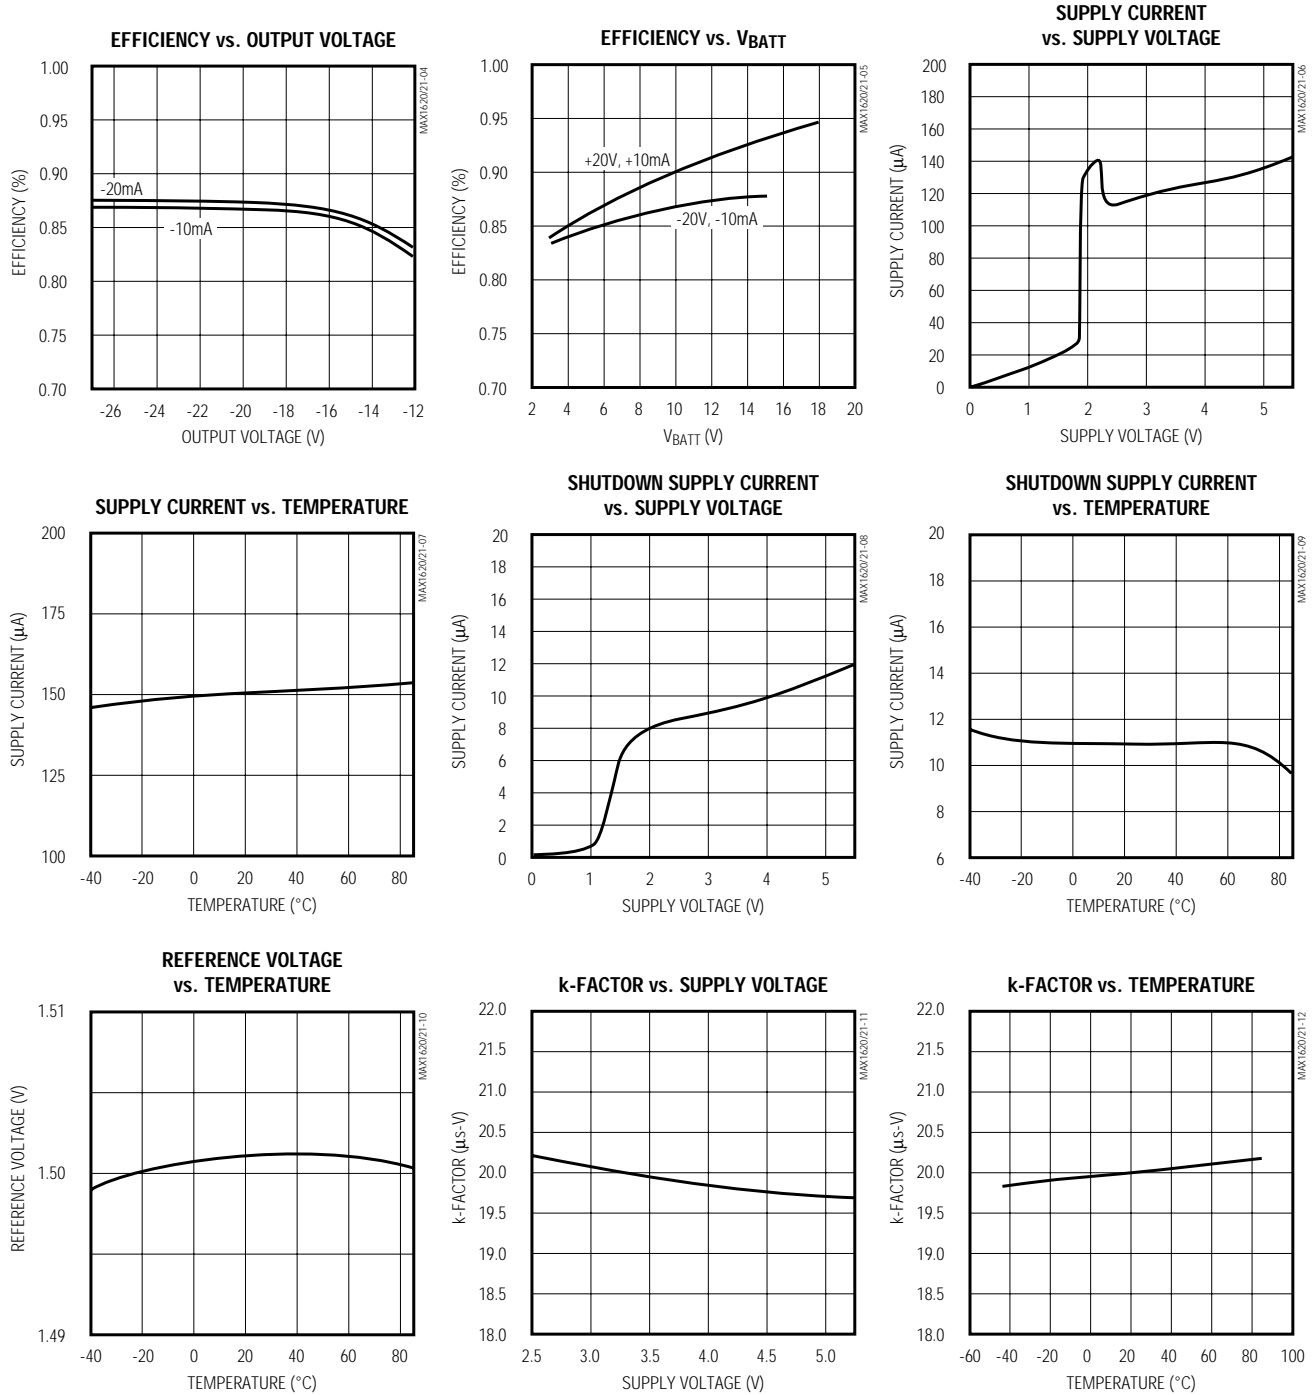 EFFICIENCY vs. OUTPUT VOLTAGE
1.00
0.95
0.90
0.85
0.80
0.75
0.70
EFFICIENCY (%)
-20mA
-10mA
-26 -24 -22 -20 -18 -16 -14 -12
OUTPUT VOLTAGE (V)
MAX1620/21-04
EFFICIENCY vs. VBATT
1.00
0.95
0.90
0.85
0.80
0.75
0.70
EFFICIENCY (%)
+20V, +10mA
-20V, -10mA
2 4 6 8 10 12 14 16 18 20
VBATT (V)
MAX1620/21-05
SUPPLY CURRENT
vs. SUPPLY VOLTAGE
200
180
160
140
120
100
80
60
40
20
0
SUPPLY CURRENT (µA)
0 1 2 3 4 5
SUPPLY VOLTAGE (V)
MAX1620/21-06
SUPPLY CURRENT vs. TEMPERATURE
200
175
150
125
100
SUPPLY CURRENT (µA)
-40 -20 0 20 40 60 80
TEMPERATURE (°C)
MAX1620/21-07
SHUTDOWN SUPPLY CURRENT
vs. SUPPLY VOLTAGE
20
18
16
14
12
10
8
6
4
2
0
SUPPLY CURRENT (µA)
0 1 2 3 4 5
SUPPLY VOLTAGE (V)
MAX1620/21-08
SHUTDOWN SUPPLY CURRENT
vs. TEMPERATURE
20
18
16
14
12
10
8
6
SUPPLY CURRENT (µA)
-40 -20 0 20 40 60 80
TEMPERATURE (°C)
MAX1620/21-09
REFERENCE VOLTAGE
vs. TEMPERATURE
1.51
1.50
1.49
REFERENCE VOLTAGE (V)
-40 -20 0 20 40 60 80
TEMPERATURE (°C)
MAX1620/21-10
k-FACTOR vs. SUPPLY VOLTAGE
22.0
21.5
21.0
20.5
20.0
19.5
19.0
18.5
18.0
k-FACTOR (µs-V)
2.5 3.0 3.5 4.0 4.5 5.0
SUPPLY VOLTAGE (V)
MAX1620/21-11
k-FACTOR vs. TEMPERATURE
22.0
21.5
21.0
20.5
20.0
19.5
19.0
18.5
18.0
k-FACTOR (µs-V)
-60 -40 -20 0 20 40 60 80 100
TEMPERATURE (°C)
MAX1620/21-12